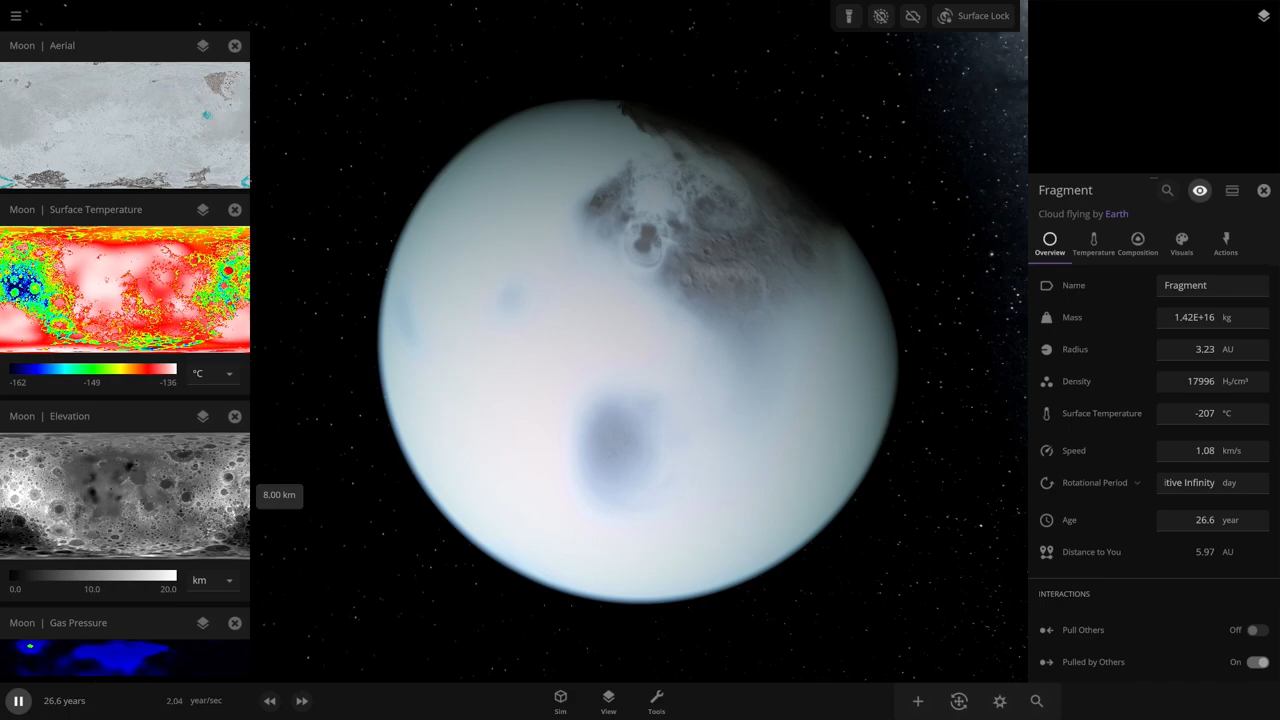 Surface Lock
Moon | Aerial
Moon | Surface Temperature
-162 -149 -136 °C
Moon | Elevation
8.00 km
0.0 10.0 20.0 km
Moon | Gas Pressure
26.6 years 2.04 year/sec
Sim View Tools
Fragment
Cloud flying by Earth
Overview Temperature Composition Visuals Actions
Name Fragment
Mass 1.42E+16 kg
Radius 3.23 AU
Density 17996 H₂/cm³
Surface Temperature -207 °C
Speed 1.08 km/s
Rotational Period itive Infinity day
Age 26.6 year
Distance to You 5.97 AU
INTERACTIONS
Pull Others Off
Pulled by Others On